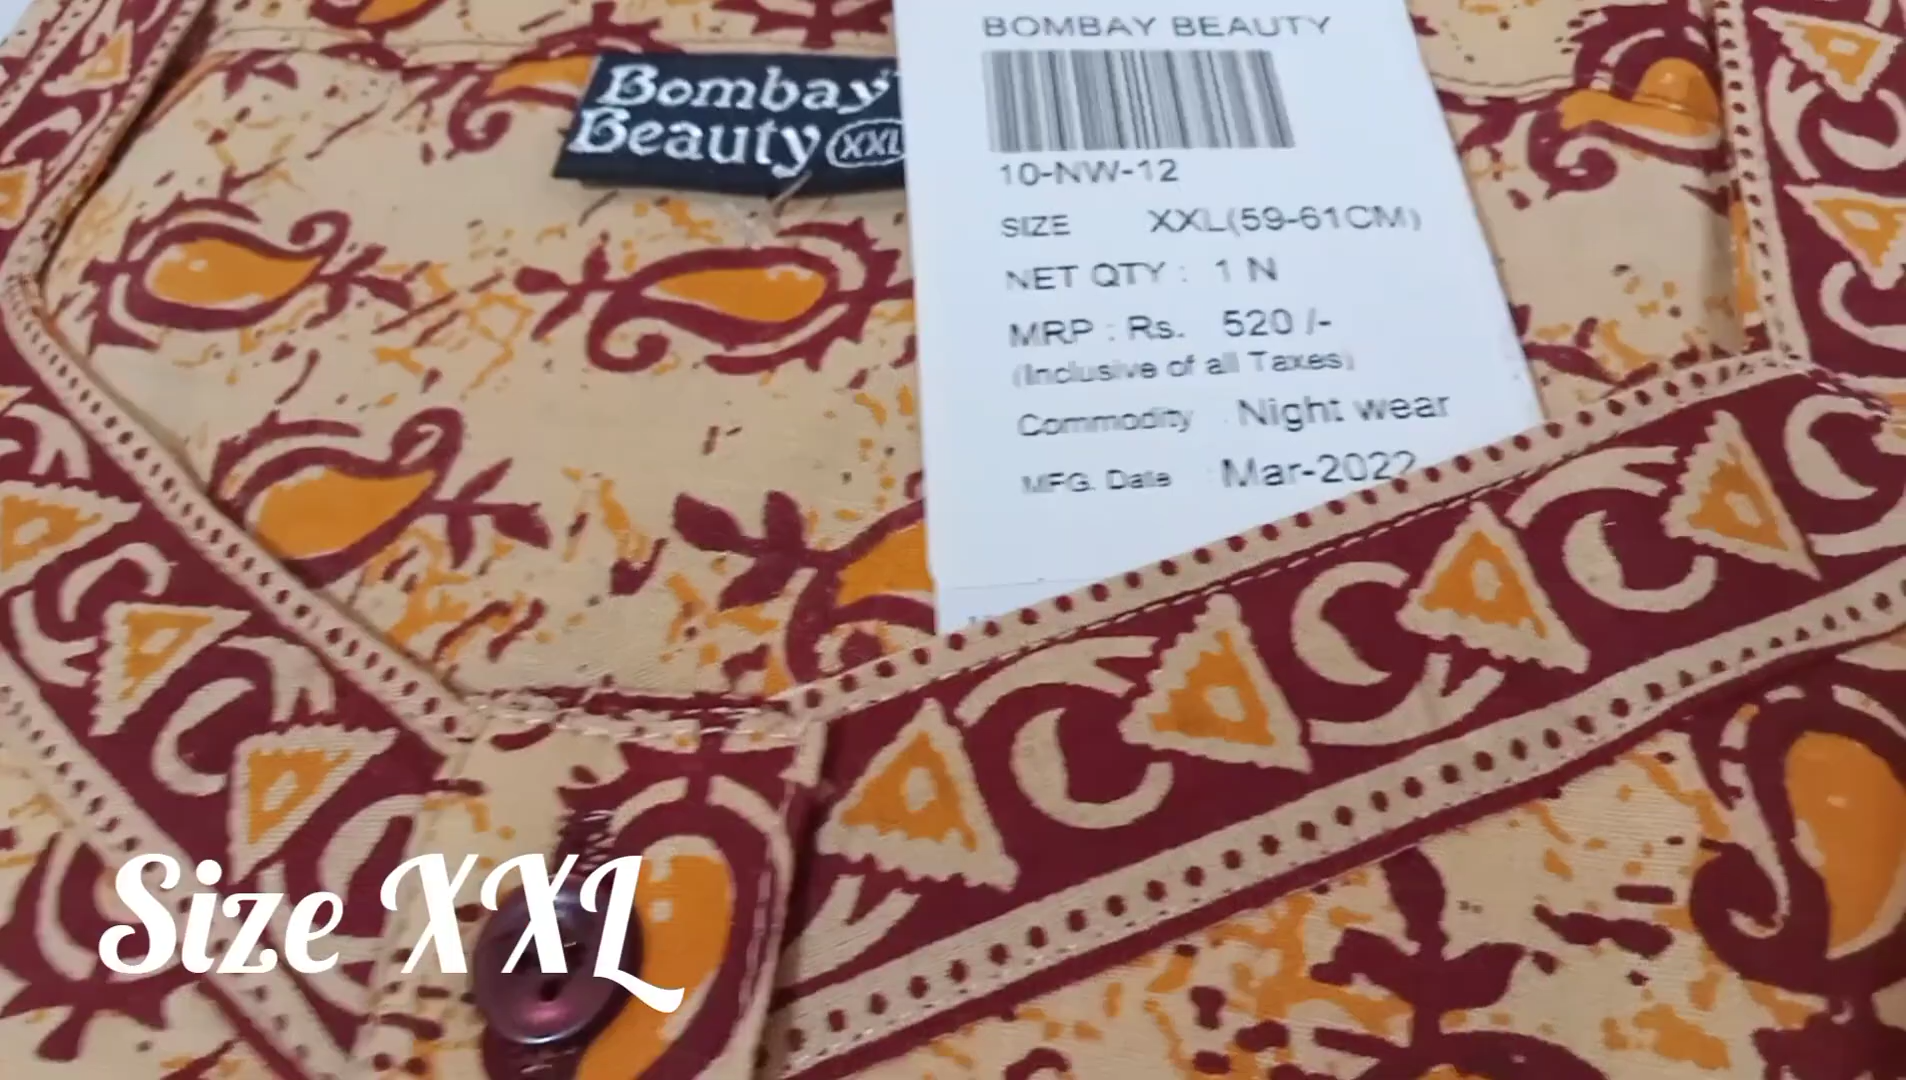 Bombay
Beauty XXL
BOMBAY BEAUTY
10-NW-12
SIZE XXL(59-61CM)
NET QTY : 1 N
MRP : Rs. 520 /-
(Inclusive of all Taxes)
Commodity : Night wear
MFG. Date : Mar-2022
Size XXL